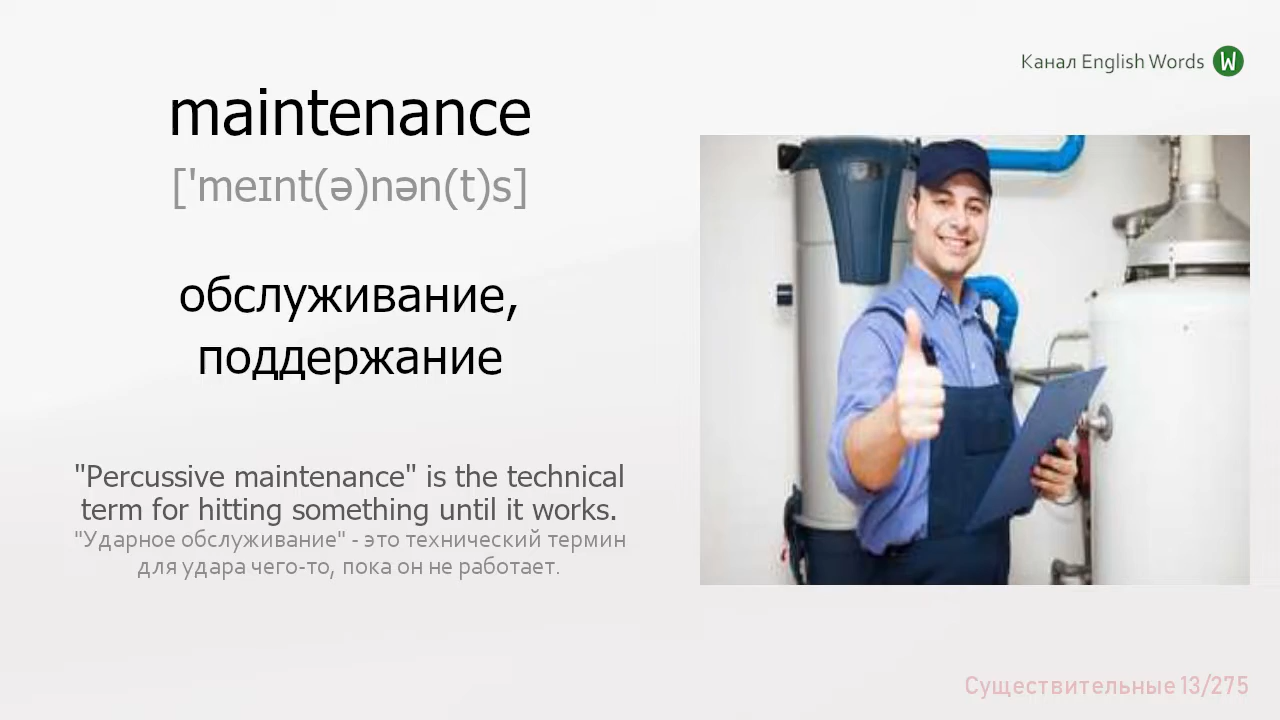 Канал English Words W
maintenance
['meɪnt(ə)nən(t)s]
обслуживание,
поддержание
"Percussive maintenance" is the technical
term for hitting something until it works.
"Ударное обслуживание" - это технический термин
для удара чего-то, пока он не работает.
Существительные 13/275